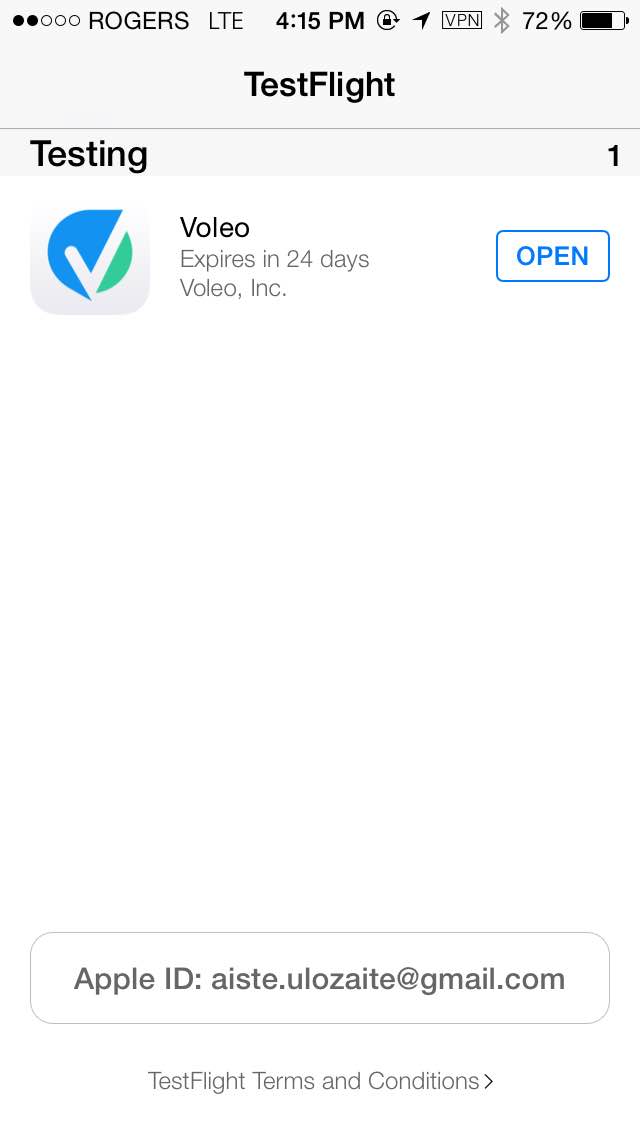 ROGERS LTE 4:15 PM VPN 72%
TestFlight
Testing 1
Voleo
Expires in 24 days
Voleo, Inc.
OPEN
Apple ID: aiste.ulozaite@gmail.com
TestFlight Terms and Conditions